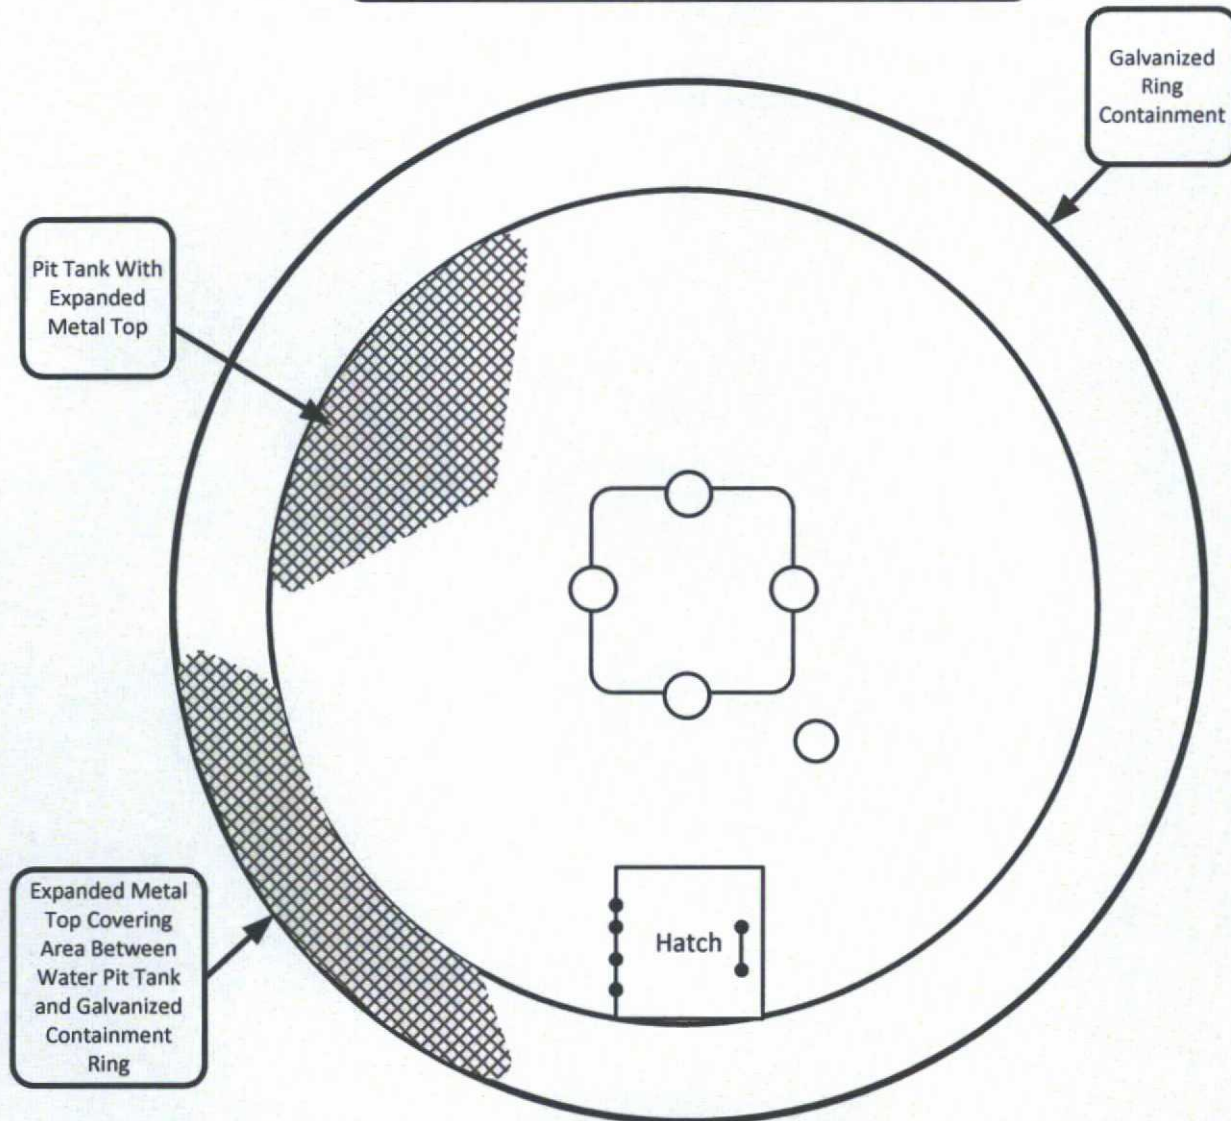 Galvanized
Ring
Containment
Pit Tank With
Expanded
Metal Top
Expanded Metal
Top Covering
Area Between
Water Pit Tank
and Galvanized
Containment
Ring
Hatch